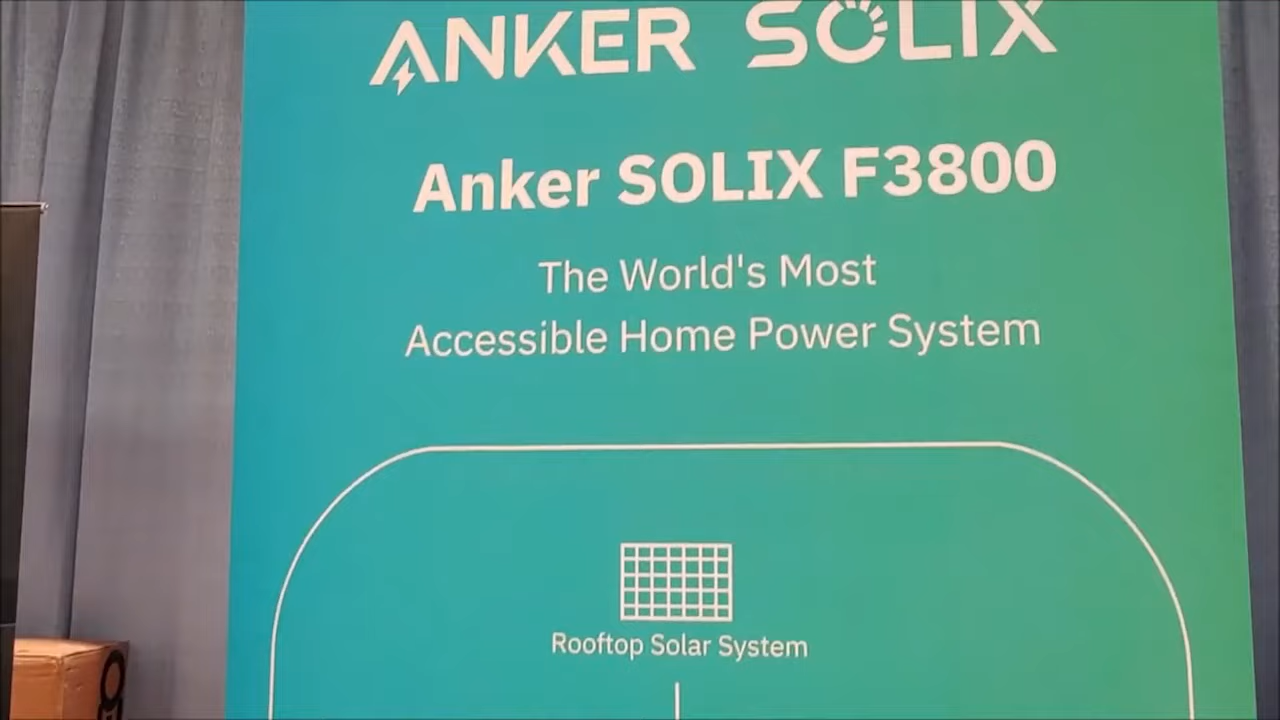 ANKER SOLIX
Anker SOLIX F3800
The World's Most
Accessible Home Power System
Rooftop Solar System